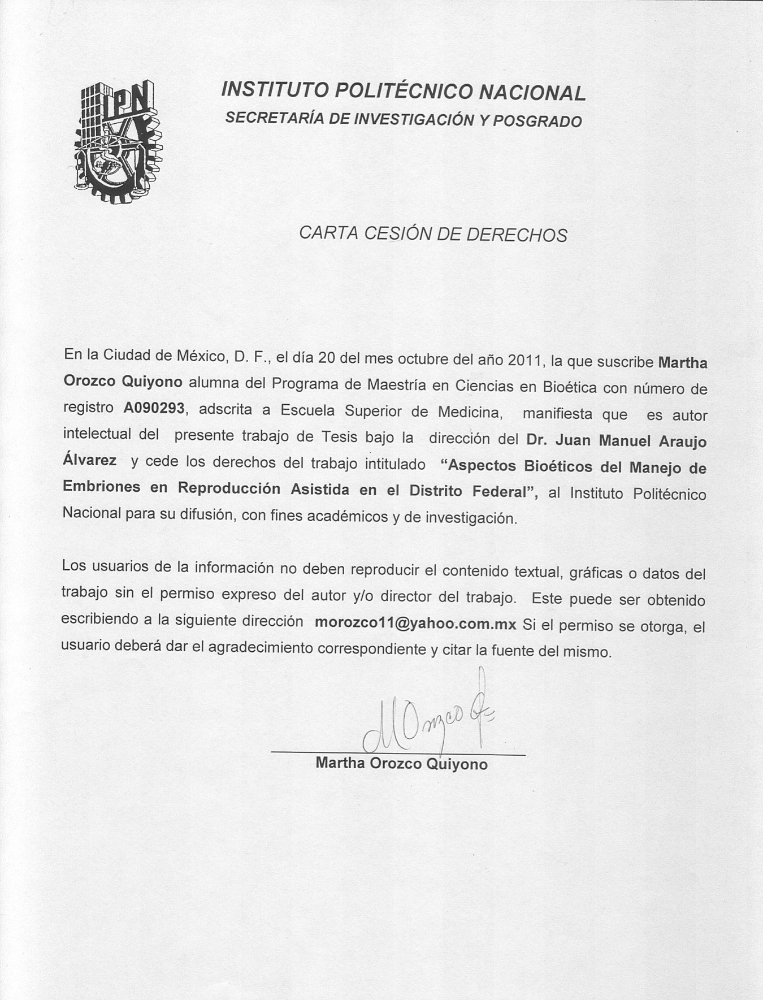 IPN
INSTITUTO POLITÉCNICO NACIONAL
SECRETARÍA DE INVESTIGACIÓN Y POSGRADO
CARTA CESIÓN DE DERECHOS
En la Ciudad de México, D. F., el día 20 del mes octubre del año 2011, la que suscribe Martha
Orozco Quiyono alumna del Programa de Maestría en Ciencias en Bioética con número de
registro A090293, adscrita a Escuela Superior de Medicina, manifiesta que es autor
intelectual del presente trabajo de Tesis bajo la dirección del Dr. Juan Manuel Araujo
Álvarez y cede los derechos del trabajo intitulado “Aspectos Bioéticos del Manejo de
Embriones en Reproducción Asistida en el Distrito Federal”, al Instituto Politécnico
Nacional para su difusión, con fines académicos y de investigación.
Los usuarios de la información no deben reproducir el contenido textual, gráficas o datos del
trabajo sin el permiso expreso del autor y/o director del trabajo. Este puede ser obtenido
escribiendo a la siguiente dirección morozco11@yahoo.com.mx Si el permiso se otorga, el
usuario deberá dar el agradecimiento correspondiente y citar la fuente del mismo.
MOrozco Q
Martha Orozco Quiyono